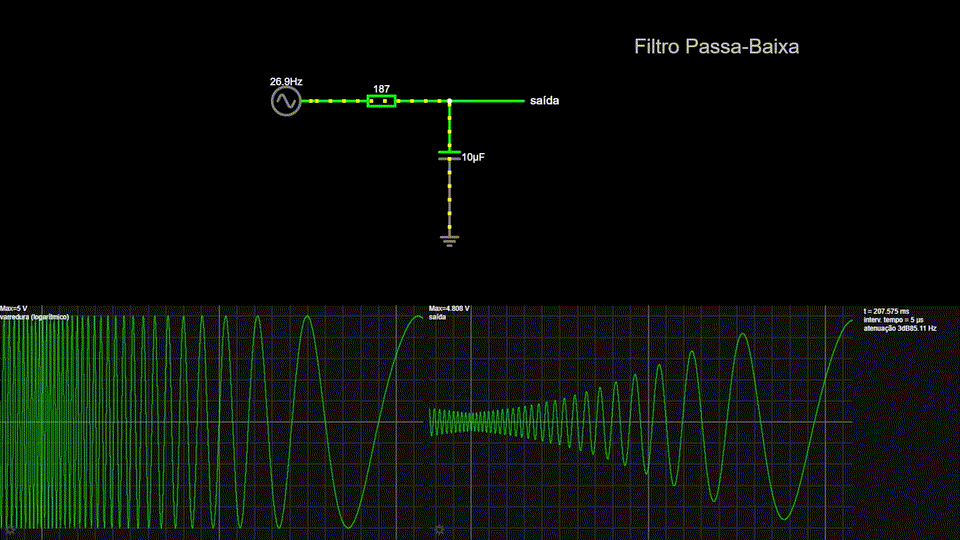 Filtro Passa-Baixa
26.9Hz
187
saída
10µF
Max=5 V
varredura (logarítmico)
Max=4.808 V
saída
t = 207.575 ms
interv. tempo = 5 µs
atenuação 3dB85.11 Hz